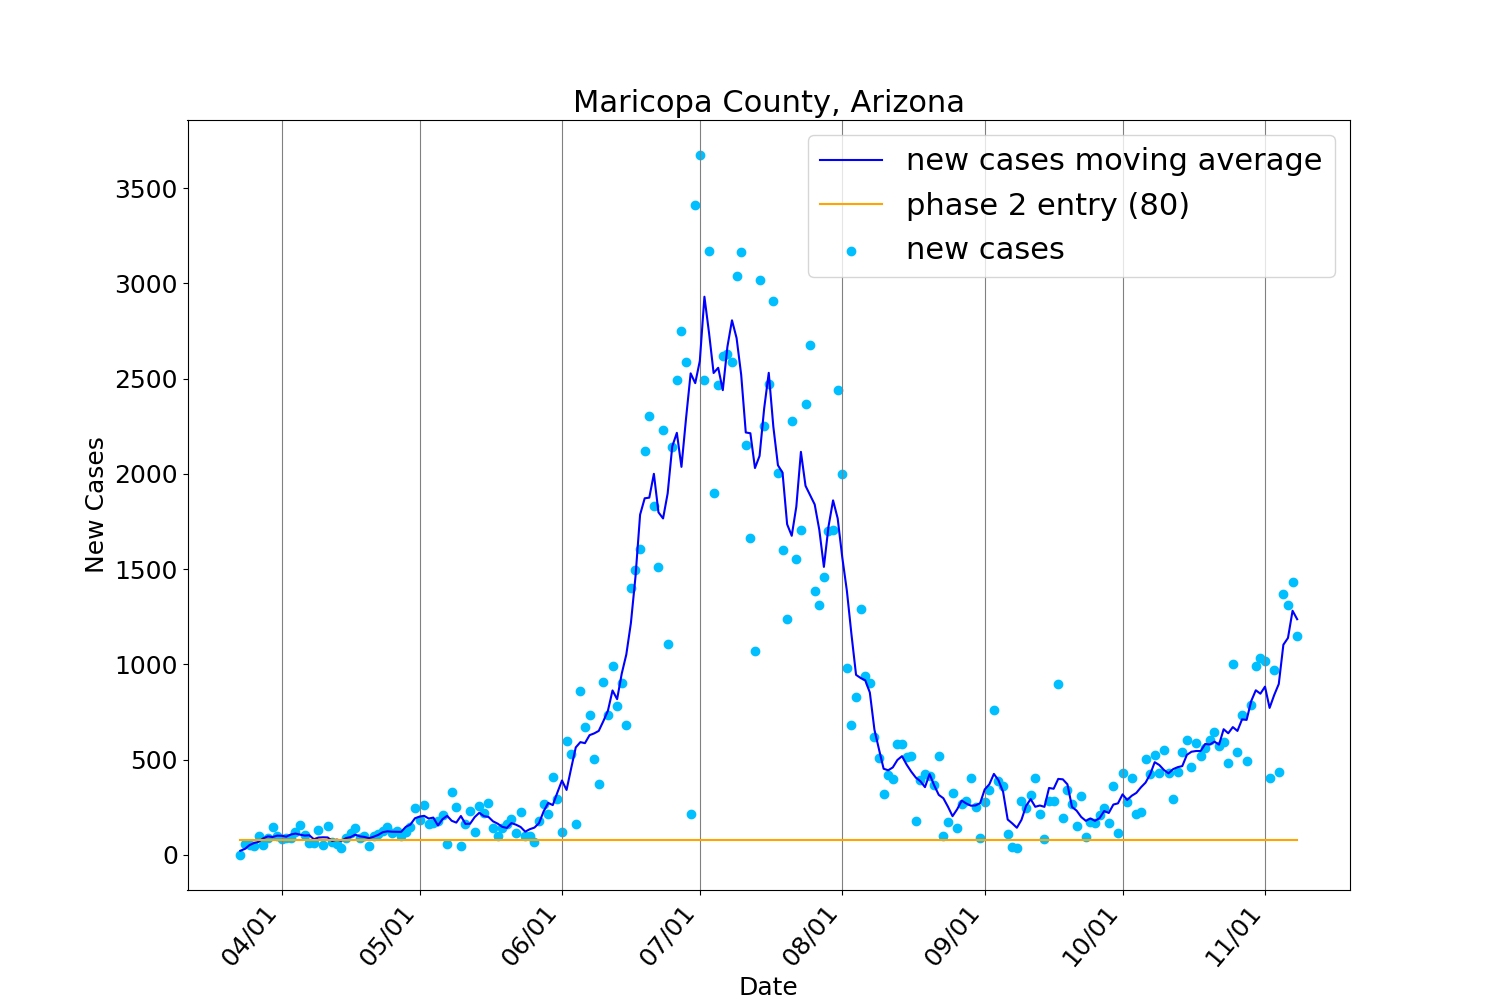 Maricopa County, Arizona
new cases moving average
phase 2 entry (80)
new cases
New Cases
3500
3000
2500
2000
1500
1000
500
0
04/01
05/01
06/01
07/01
08/01
09/01
10/01
11/01
Date